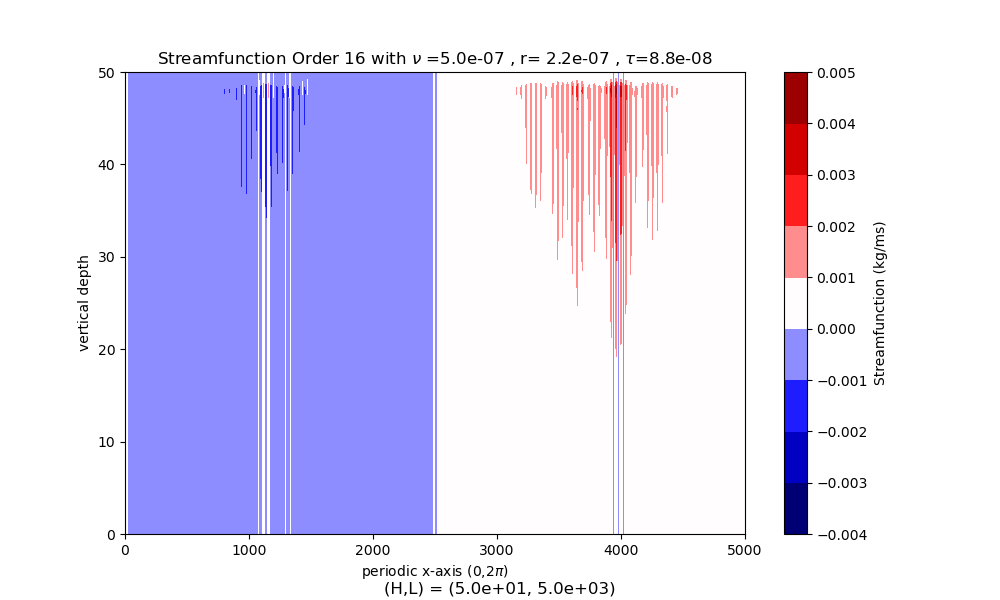 Streamfunction Order 16 with ν =5.0e-07 , r= 2.2e-07 , τ=8.8e-08
50
40
30
20
10
0
vertical depth
0 1000 2000 3000 4000 5000
periodic x-axis (0,2π)
(H,L) = (5.0e+01, 5.0e+03)
0.005
0.004
0.003
0.002
0.001
0.000
−0.001
−0.002
−0.003
−0.004
Streamfunction (kg/ms)